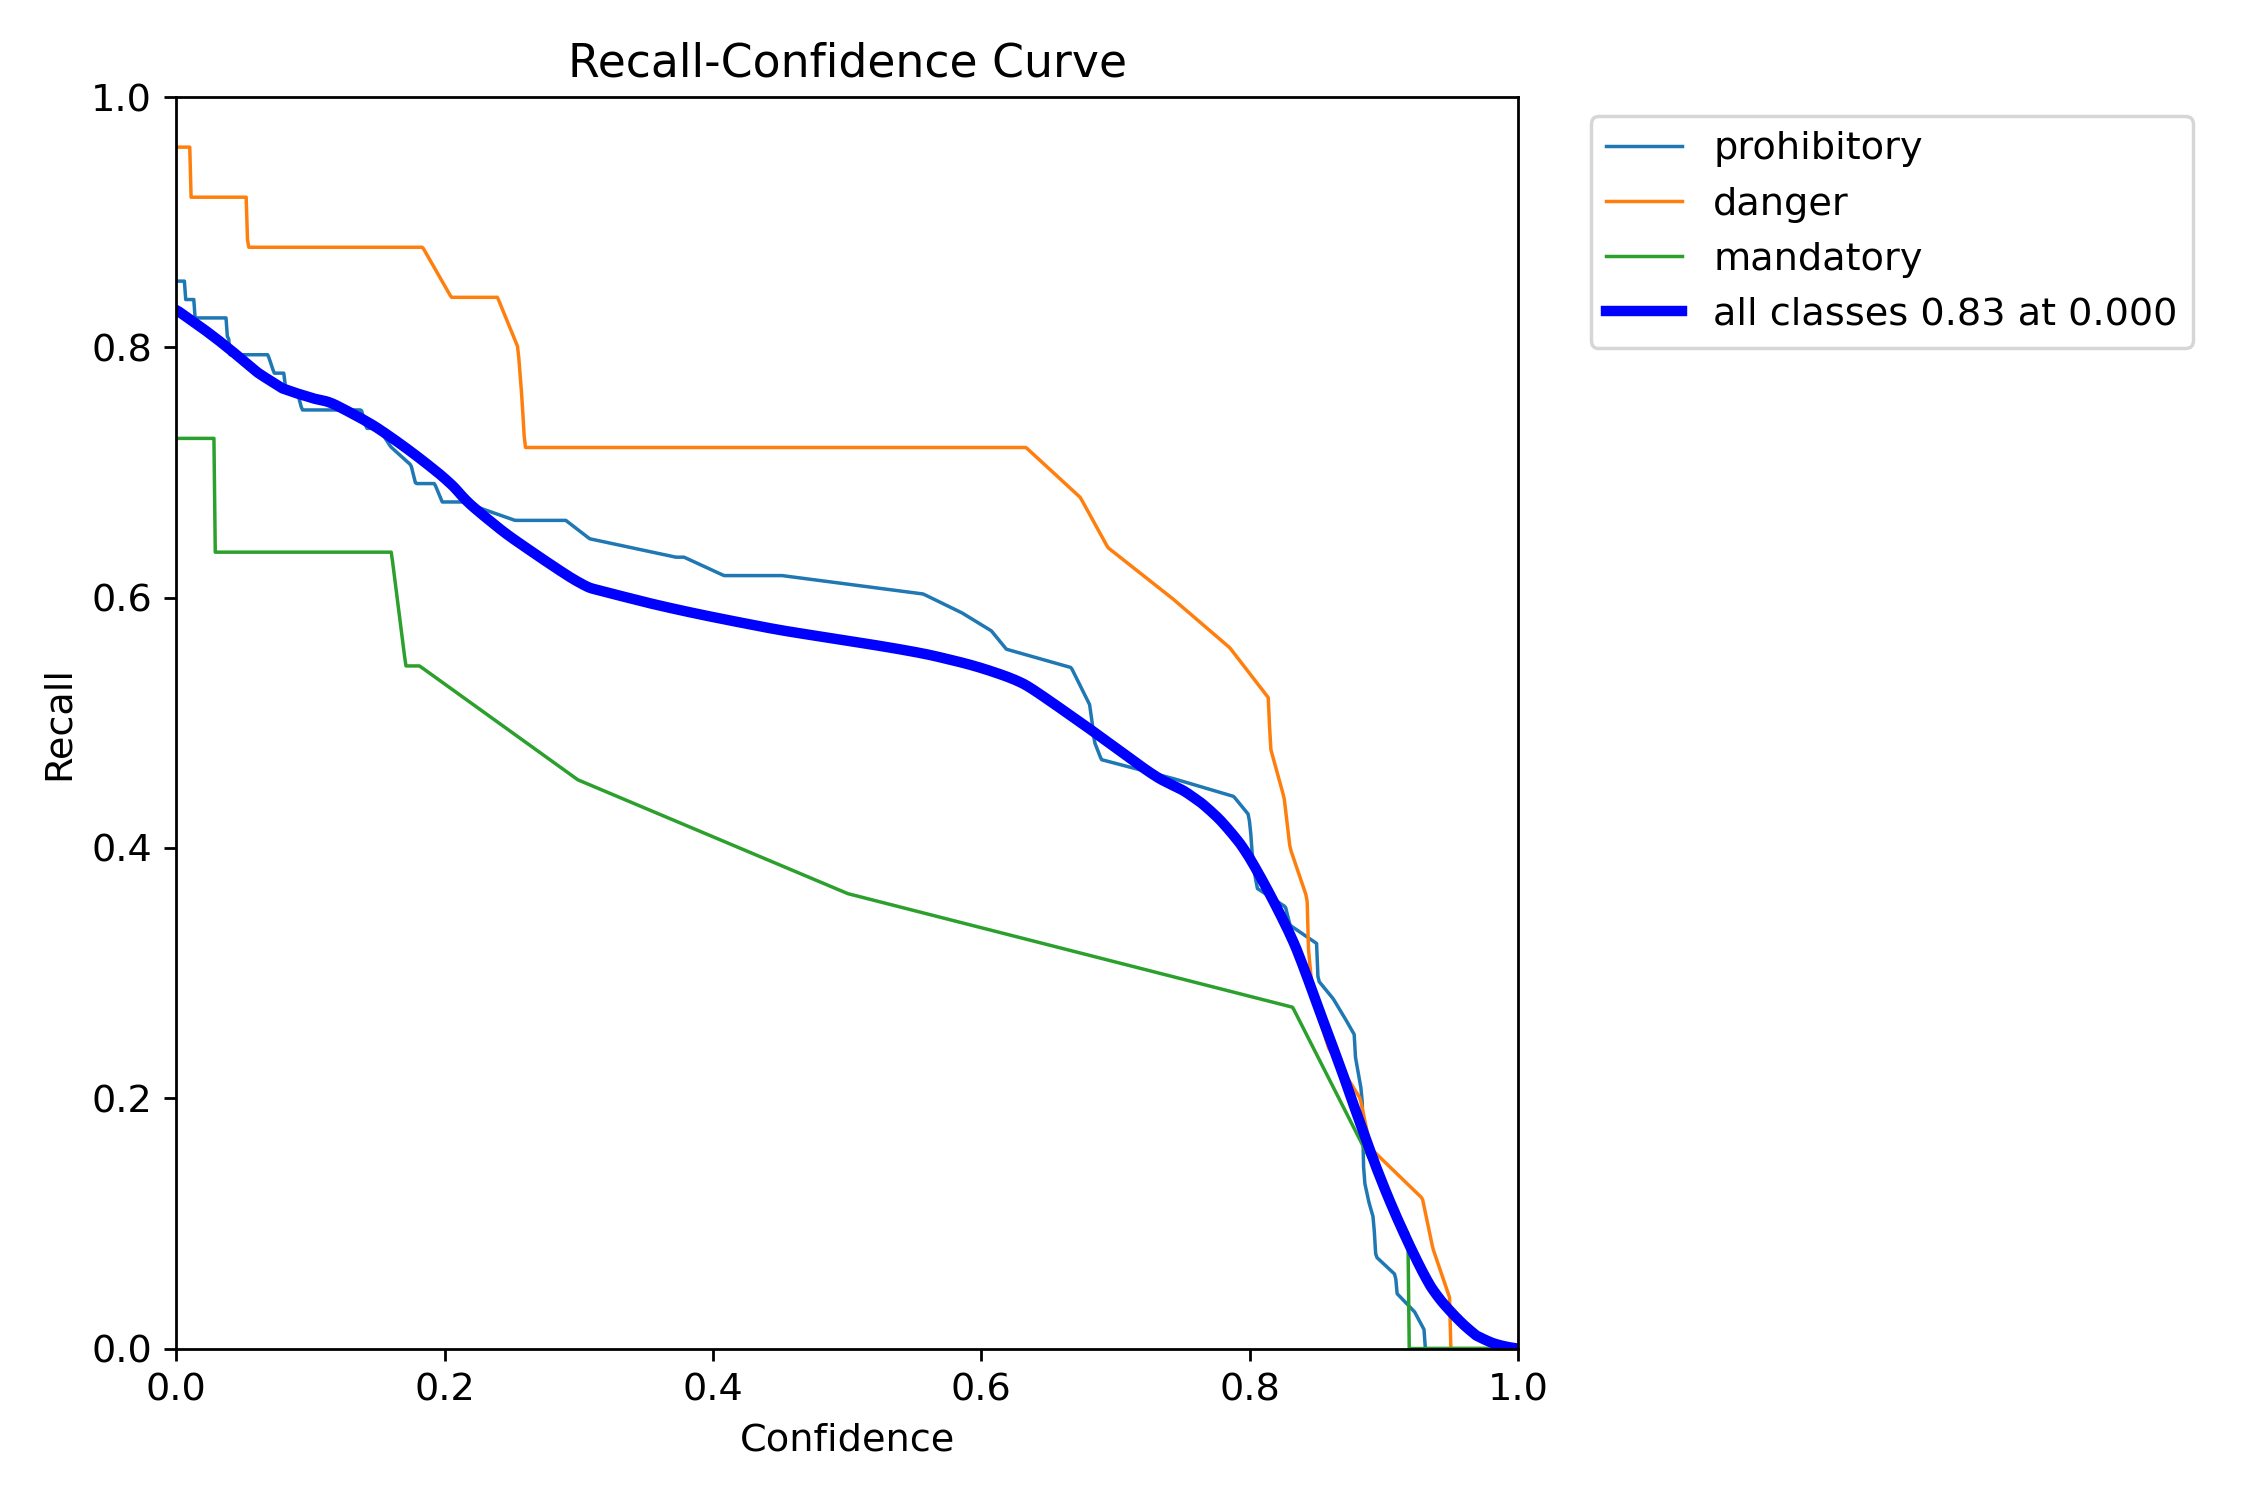 Recall-Confidence Curve
1.0
0.8
0.6
0.4
0.2
0.0
Recall
0.0 0.2 0.4 0.6 0.8 1.0
Confidence
prohibitory
danger
mandatory
all classes 0.83 at 0.000